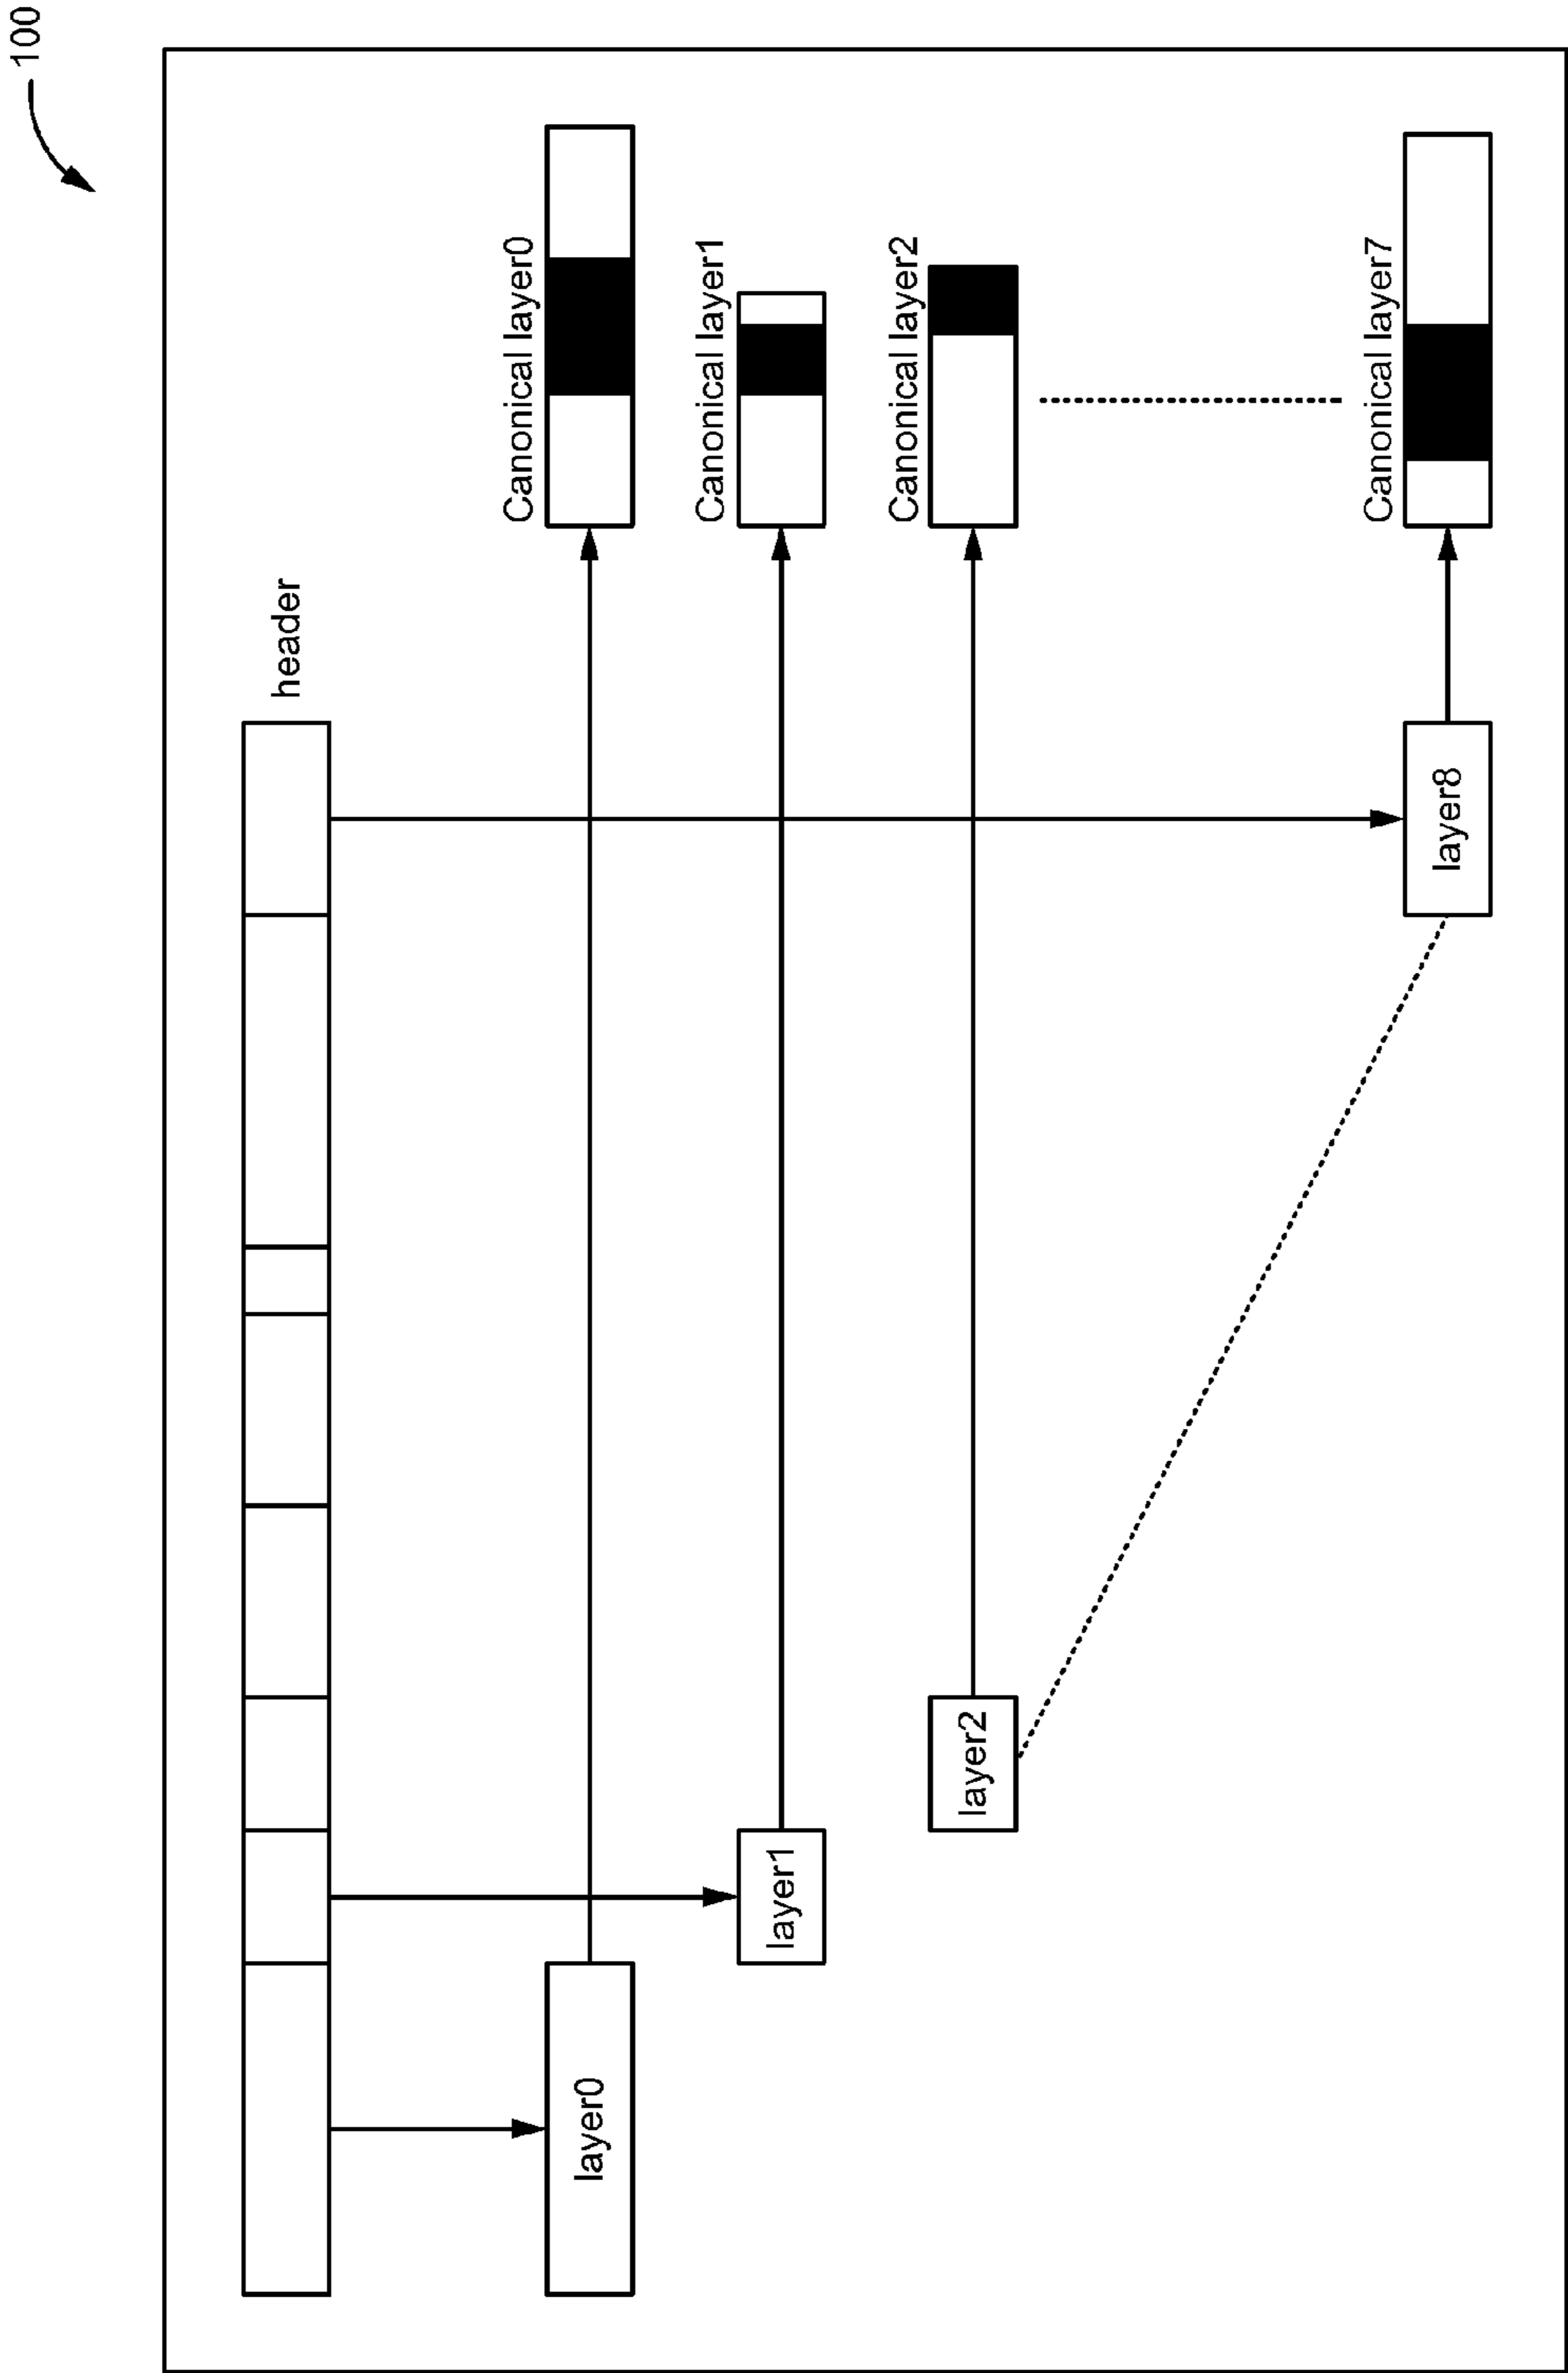 100
header
Canonical layer0
layer0
Canonical layer1
layer1
Canonical layer2
layer2
Canonical layer7
layer8